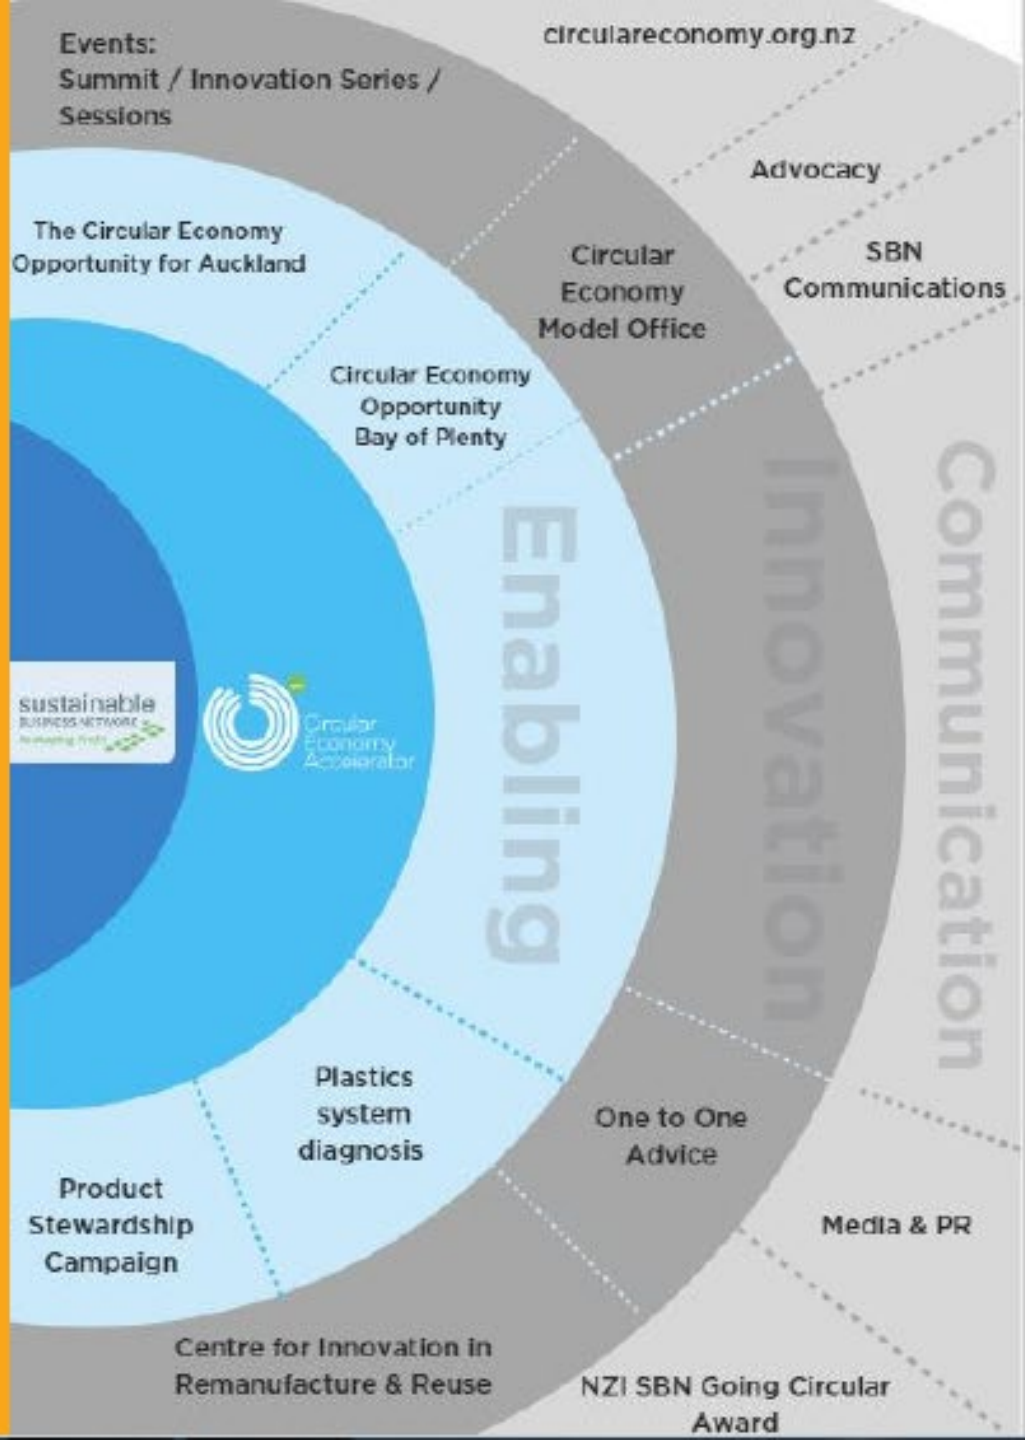 Events:
Summit / Innovation Series /
Sessions
circulareconomy.org.nz
Advocacy
SBN
Communications
The Circular Economy
Opportunity for Auckland
Circular
Economy
Model Office
Circular Economy
Opportunity
Bay of Plenty
Enabling
Innovation
Communication
sustainable
BUSINESS NETWORK
Circular
Economy
Accelerator
Plastics
system
diagnosis
One to One
Advice
Product
Stewardship
Campaign
Media & PR
Centre for Innovation in
Remanufacture & Reuse
NZI SBN Going Circular
Award